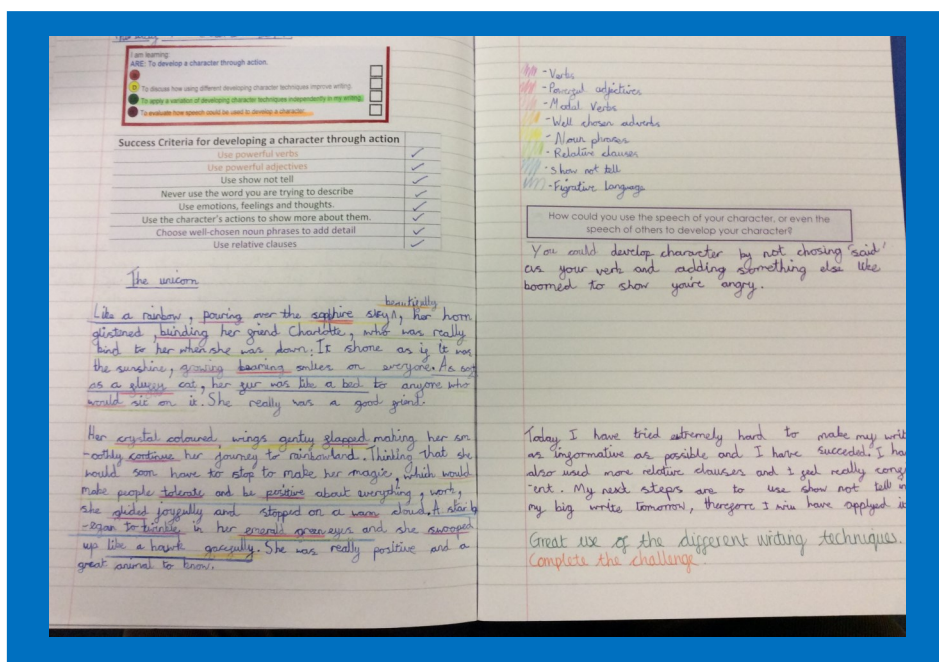 I am learning:
ARE: To develop a character through action.
To discuss how using different developing character techniques improve writing.
To apply a variation of developing character techniques independently in my writing.
To evaluate how speech could be used to develop a character.
Success Criteria for developing a character through action
Use powerful verbs
Use powerful adjectives
Use show not tell
Never use the word you are trying to describe
Use emotions, feelings and thoughts.
Use the character's actions to show more about them.
Choose well-chosen noun phrases to add detail
Use relative clauses
The unicorn
beautifully
Like a rainbow, pouring over the sapphire sky^, her horn
glistened, blinding her friend Charlotte, who was really
kind to her when she was down. It shone as if it was
the sunshine, growing beaming smiles on everyone. As soft
as a fluffy cat, her fur was like a bed to anyone who
would sit on it. She really was a good friend.
Her crystal coloured, wings gently flapped making her sm
-oothly continue her journey to rainbowland. Thinking that she
would soon have to stop to make her magic, which would
make people tolerate and be positive about everything, work,
she glided joyfully and stopped on a warm cloud. A star b
-egan to twinkle in her emerald green eyes and she swooped
up like a hawk gracefully. She was really positive and a
great animal to know.
- Verbs
- Powerful adjectives
- Modul Verbs
- Well chosen adverbs
- Noun phrases
- Relative clauses
- Show not tell
- Figrative Language
How could you use the speech of your character, or even the
speech of others to develop your character?
You could develop character by not chosing 'said'
as your verb and adding something else like
boomed to show you're angry.
Today I have tried extremely hard to make my writ
as informative as possible and I have succeded. I ha
also used more relative clauses and I feel really cong
-ent. My next steps are to use show not tell in
my big write tomorrow, therefore I will have applyed it
Great use of the different writing techniques.
Complete the challenge.